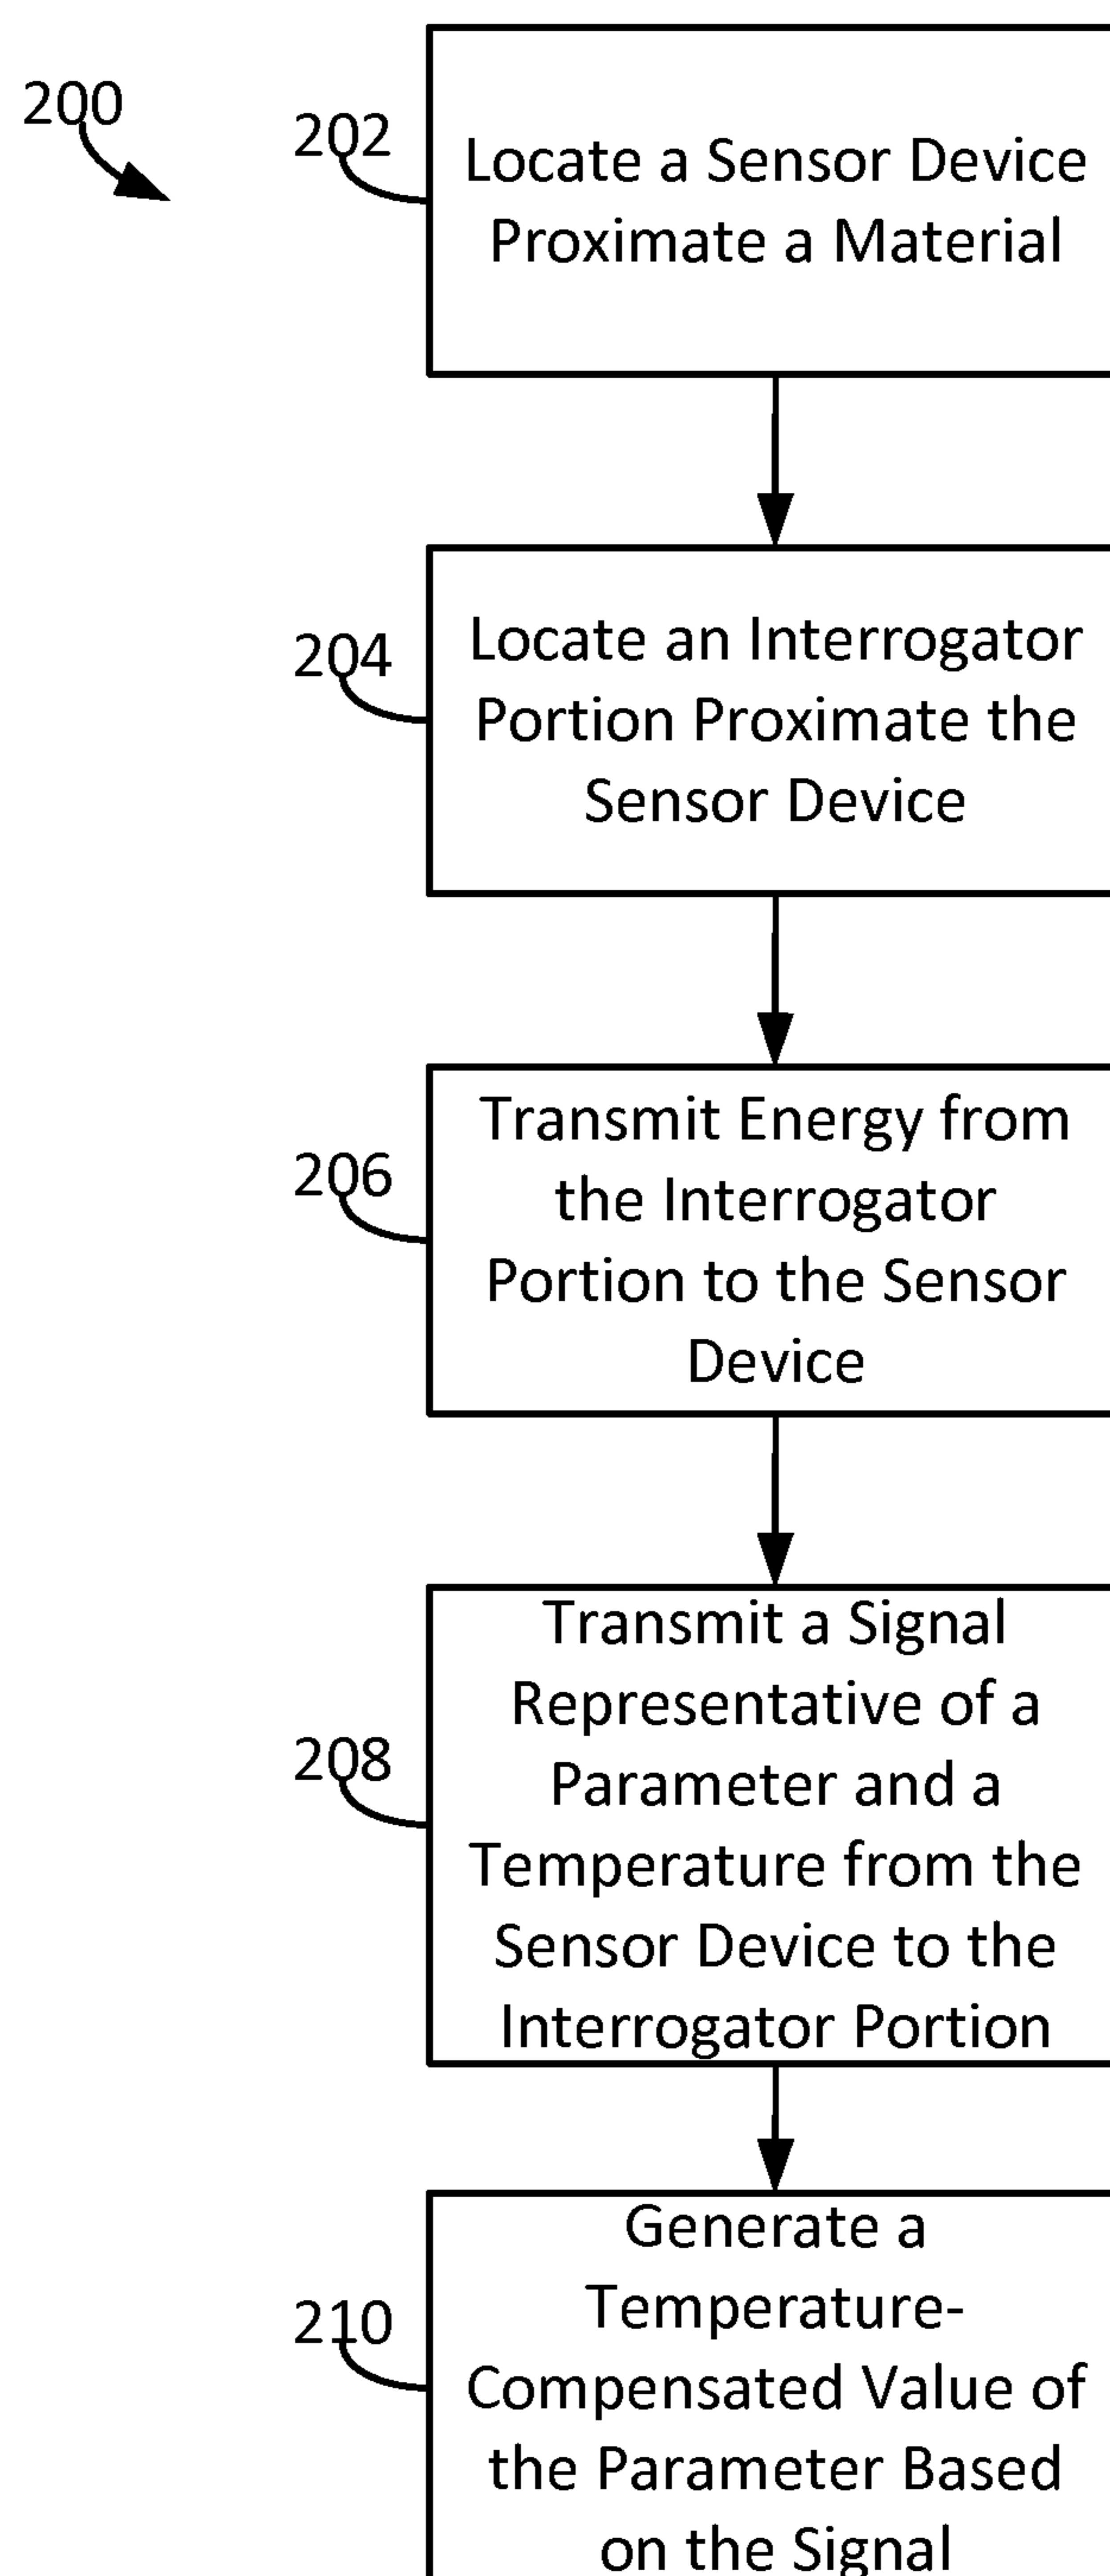 200
202
Locate a Sensor Device
Proximate a Material
204
Locate an Interrogator
Portion Proximate the
Sensor Device
206
Transmit Energy from
the Interrogator
Portion to the Sensor
Device
208
Transmit a Signal
Representative of a
Parameter and a
Temperature from the
Sensor Device to the
Interrogator Portion
210
Generate a
Temperature-
Compensated Value of
the Parameter Based
on the Signal